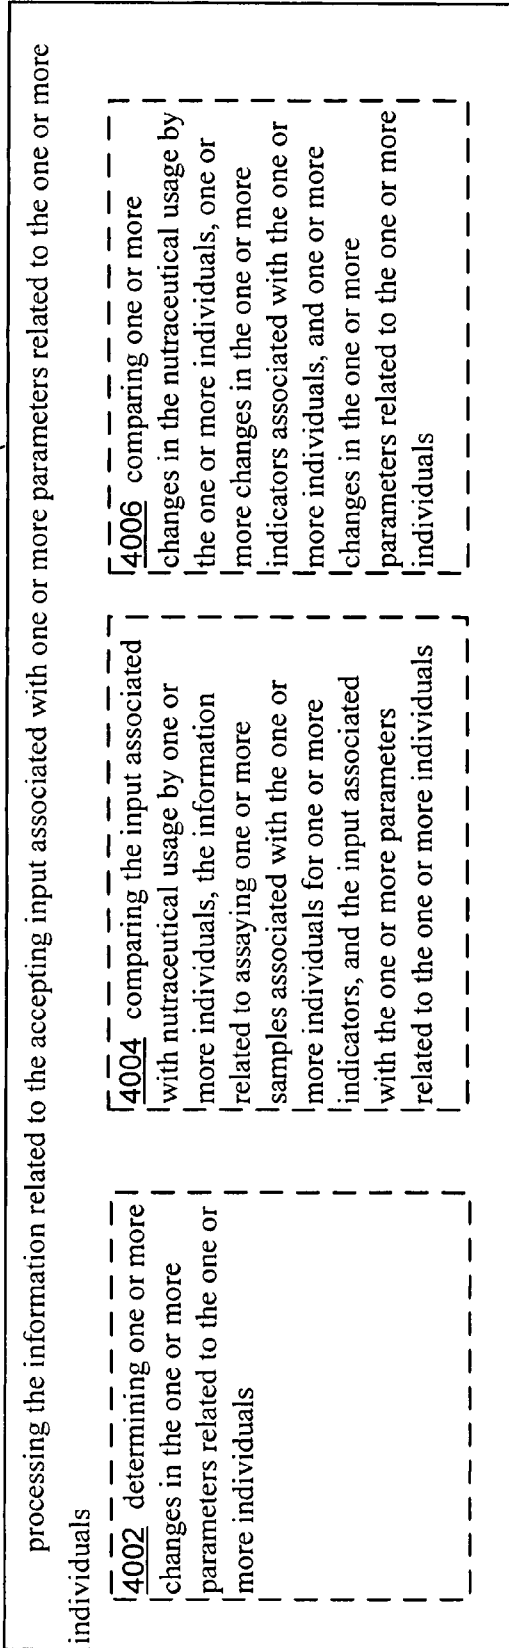 processing the information related to the accepting input associated with one or more parameters related to the one or more
individuals
4002 determining one or more
changes in the one or more
parameters related to the one or
more individuals
4004 comparing the input associated
with nutraceutical usage by one or
more individuals, the information
related to assaying one or more
samples associated with the one or
more individuals for one or more
indicators, and the input associated
with the one or more parameters
related to the one or more individuals
4006 comparing one or more
changes in the nutraceutical usage by
the one or more individuals, one or
more changes in the one or more
indicators associated with the one or
more individuals, and one or more
changes in the one or more
parameters related to the one or more
individuals